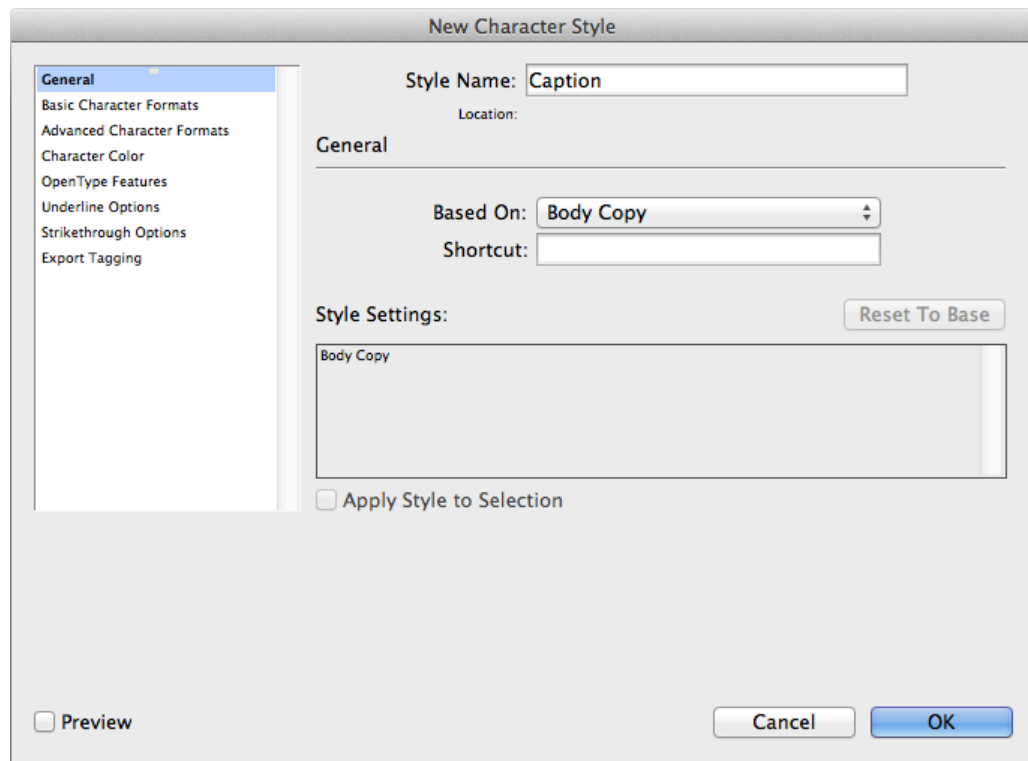 New Character Style
General
Basic Character Formats
Advanced Character Formats
Character Color
OpenType Features
Underline Options
Strikethrough Options
Export Tagging
Style Name: Caption
Location:
General
Based On: Body Copy
Shortcut:
Style Settings:
Reset To Base
Body Copy
Apply Style to Selection
Preview
Cancel
OK